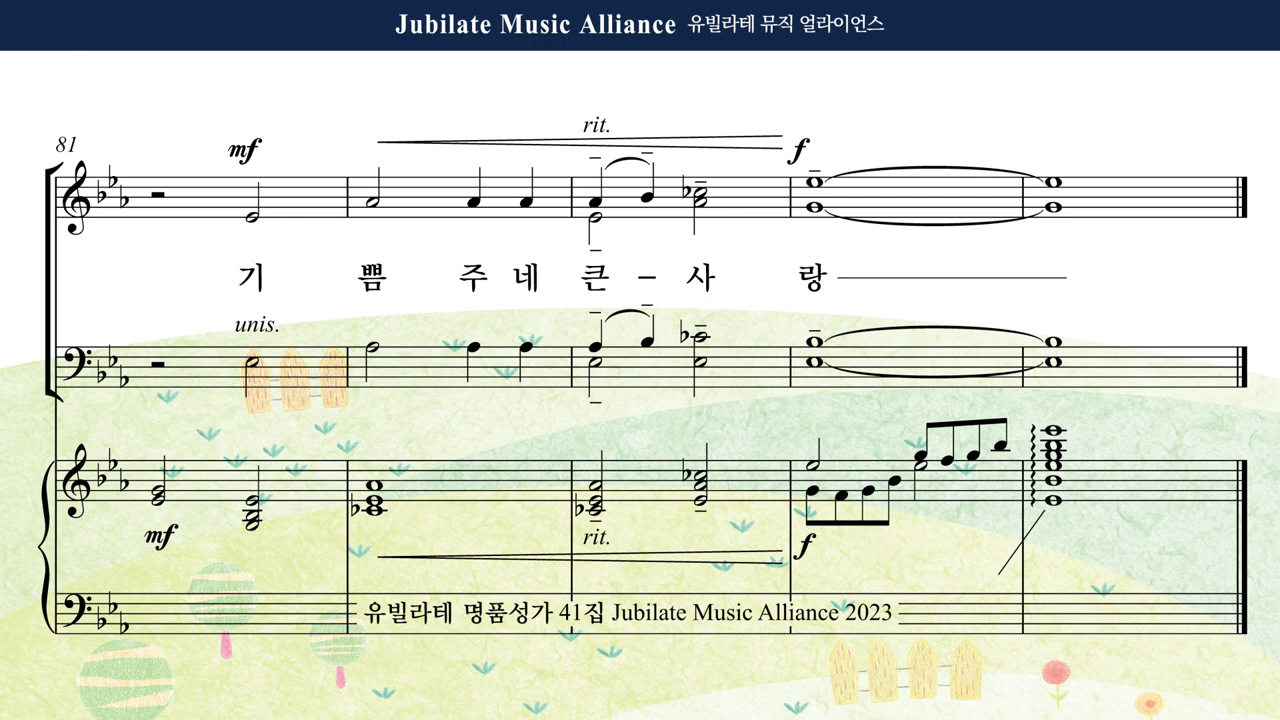 Jubilate Music Alliance 유빌라테 뮤직 얼라이언스
81
rit.
mf
f
기 쁨 주 네 큰 – 사 랑
unis.
mf
rit.
f
유빌라테 명품성가 41집 Jubilate Music Alliance 2023